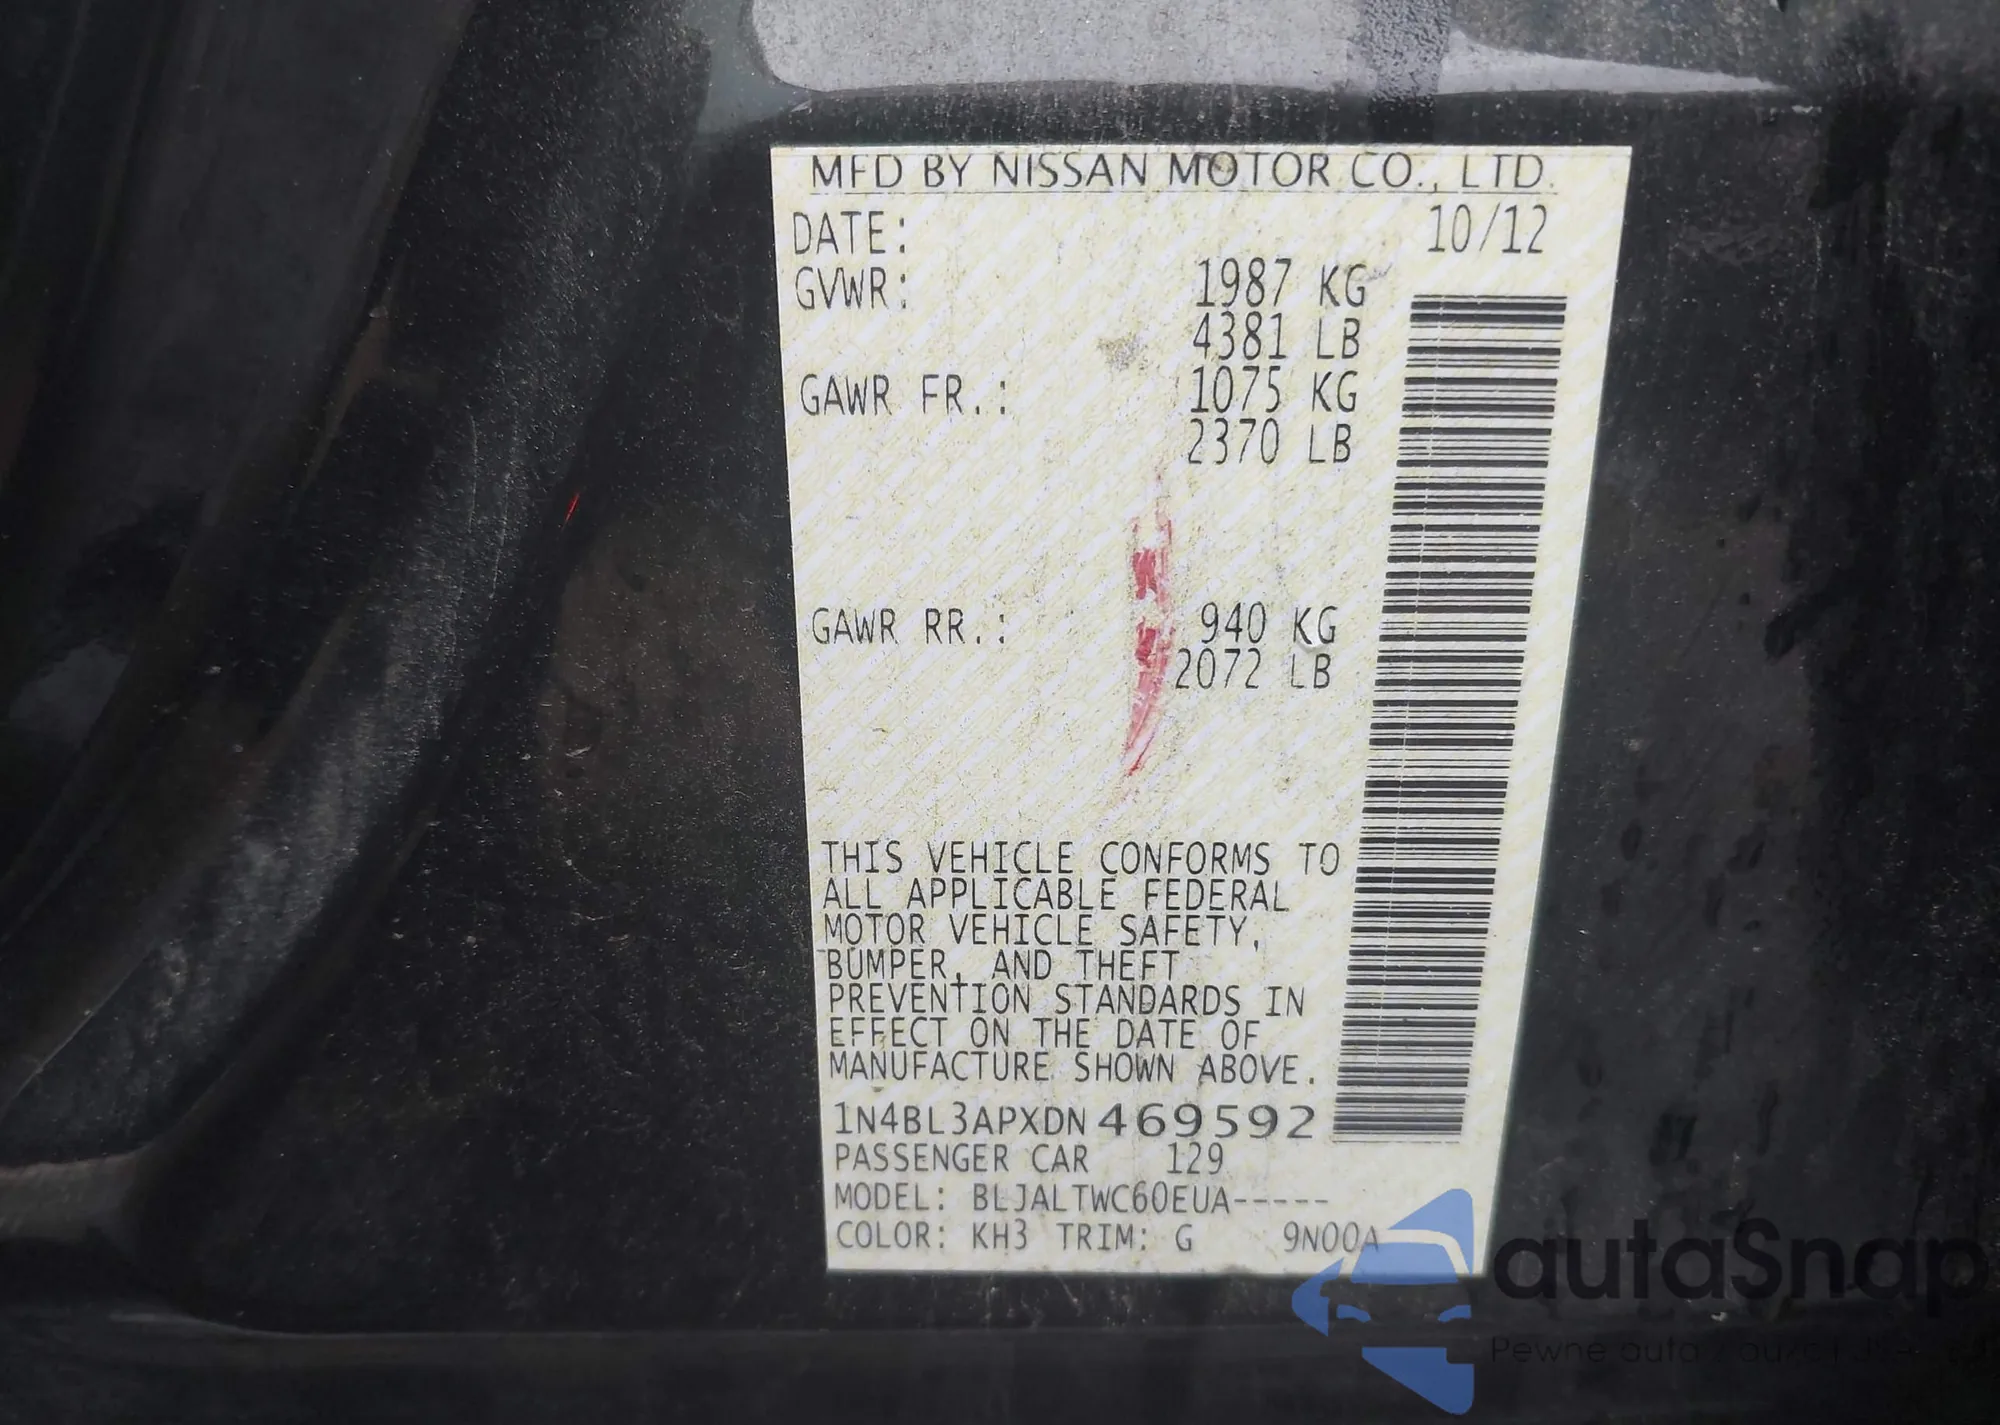 MFD BY NISSAN MOTOR CO., LTD.
DATE: 10/12
GVWR: 1987 KG
4381 LB
GAWR FR.: 1075 KG
2370 LB
GAWR RR.: 940 KG
2072 LB
THIS VEHICLE CONFORMS TO
ALL APPLICABLE FEDERAL
MOTOR VEHICLE SAFETY,
BUMPER, AND THEFT
PREVENTION STANDARDS IN
EFFECT ON THE DATE OF
MANUFACTURE SHOWN ABOVE.
1N4BL3APXDN469592
PASSENGER CAR 129
MODEL: BLJALTWC60EUA-----
COLOR: KH3 TRIM: G 9N00A
autaSnap
Pewne auta z